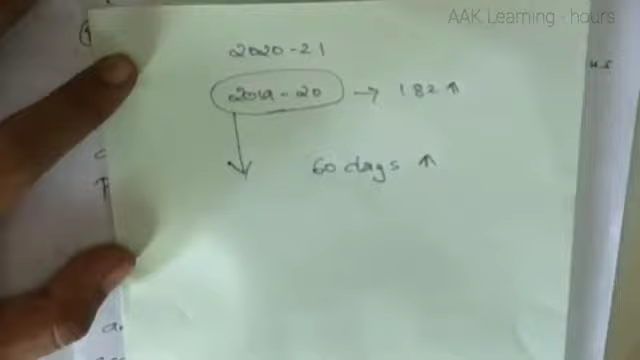 AAK Learning - hours
2020-21
2019-20 → 182 ↑
60 days ↑